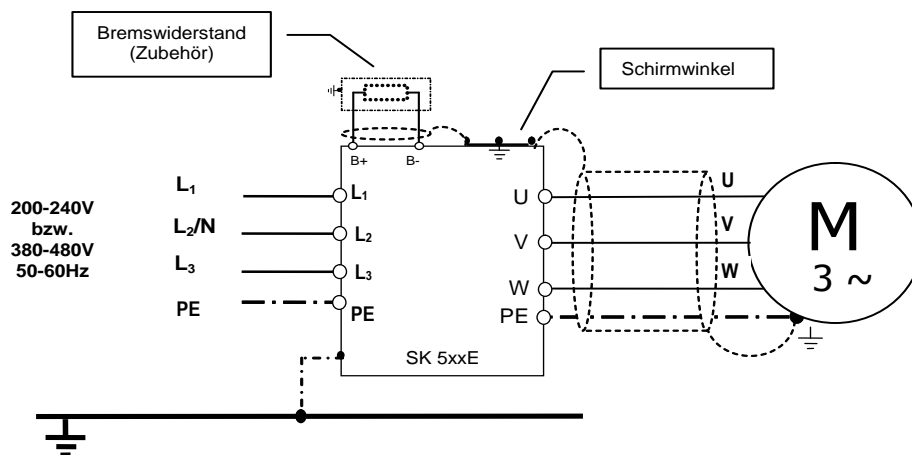 Bremswiderstand
(Zubehör)
Schirmwinkel
B+ B-
200-240V
bzw.
380-480V
50-60Hz
L1
L2/N
L3
PE
L1
L2
L3
PE
U
V
W
PE
SK 5xxE
U
V
W
M
3 ~